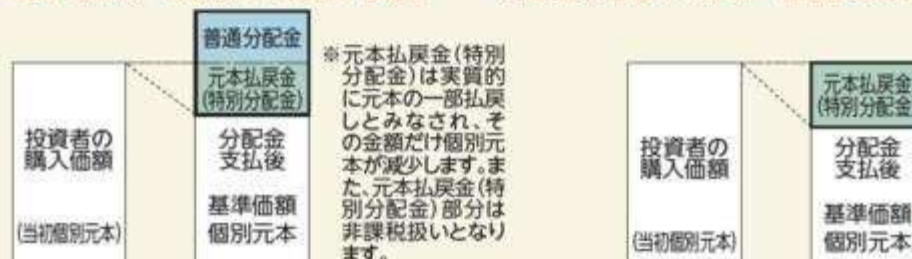 普通分配金
元本払戻金
(特別分配金)
投資者の
購入価額
(当初個別元本)
分配金
支払後
基準価額
個別元本
※元本払戻金(特別
分配金)は実質的
に元本の一部払戻
しとみなされ、そ
の金額だけ個別元
本が減少します。ま
た、元本払戻金(特
別分配金)部分は
非課税扱いとなり
ます。
投資者の
購入価額
(当初個別元本)
元本払戻金
(特別分配金)
分配金
支払後
基準価額
個別元本